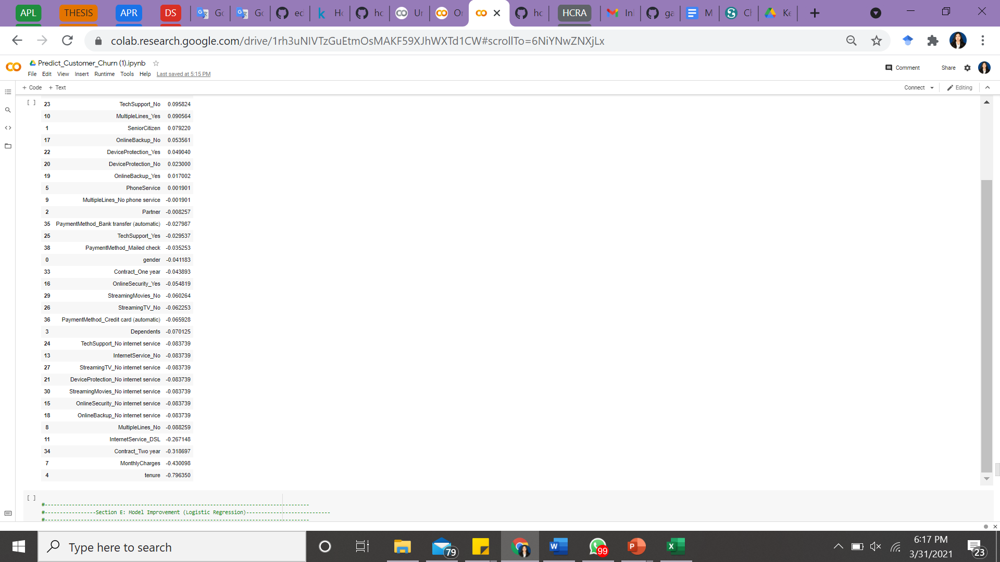 APL THESIS APR DS Gc Gc ec Hc hc Ur Or hc HCRA In ga M Cl Ke
colab.research.google.com/drive/1rh3uNIVTzGuEtmOsMAKF59XJhWXTd1CW#scrollTo=6NiYNwZNXjLx
Predict_Customer_Churn (1).ipynb
File Edit View Insert Runtime Tools Help Last saved at 5:15 PM
Comment Share
+ Code + Text
Connect Editing
[ ]
23 TechSupport_No 0.095824
10 MultipleLines_Yes 0.090564
1 SeniorCitizen 0.079220
17 OnlineBackup_No 0.053561
22 DeviceProtection_Yes 0.049040
20 DeviceProtection_No 0.023000
19 OnlineBackup_Yes 0.017002
5 PhoneService 0.001901
9 MultipleLines_No phone service -0.001901
2 Partner -0.008257
35 PaymentMethod_Bank transfer (automatic) -0.027987
25 TechSupport_Yes -0.029537
38 PaymentMethod_Mailed check -0.035253
0 gender -0.041183
33 Contract_One year -0.043893
16 OnlineSecurity_Yes -0.054819
29 StreamingMovies_No -0.060264
26 StreamingTV_No -0.062253
36 PaymentMethod_Credit card (automatic) -0.065928
3 Dependents -0.070125
24 TechSupport_No internet service -0.083739
13 InternetService_No -0.083739
27 StreamingTV_No internet service -0.083739
21 DeviceProtection_No internet service -0.083739
30 StreamingMovies_No internet service -0.083739
15 OnlineSecurity_No internet service -0.083739
18 OnlineBackup_No internet service -0.083739
8 MultipleLines_No -0.088259
11 InternetService_DSL -0.267148
34 Contract_Two year -0.318697
7 MonthlyCharges -0.430098
4 tenure -0.796350
[ ]
#----------------------------------------------------------------------------------------
#-----------------Section E: Model Improvement (Logistic Regression)----------------------------
#----------------------------------------------------------------------------------------
Type here to search
79
99
6:17 PM
3/31/2021
23